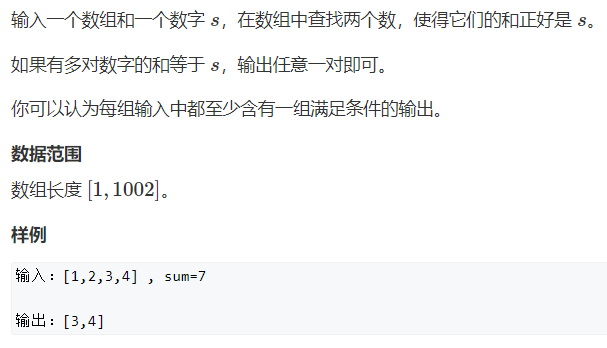 输入一个数组和一个数字 s，在数组中查找两个数，使得它们的和正好是 s。
如果有多对数字的和等于 s，输出任意一对即可。
你可以认为每组输入中都至少含有一组满足条件的输出。
数据范围
数组长度 [1, 1002]。
样例
输入：[1,2,3,4] , sum=7
输出：[3,4]